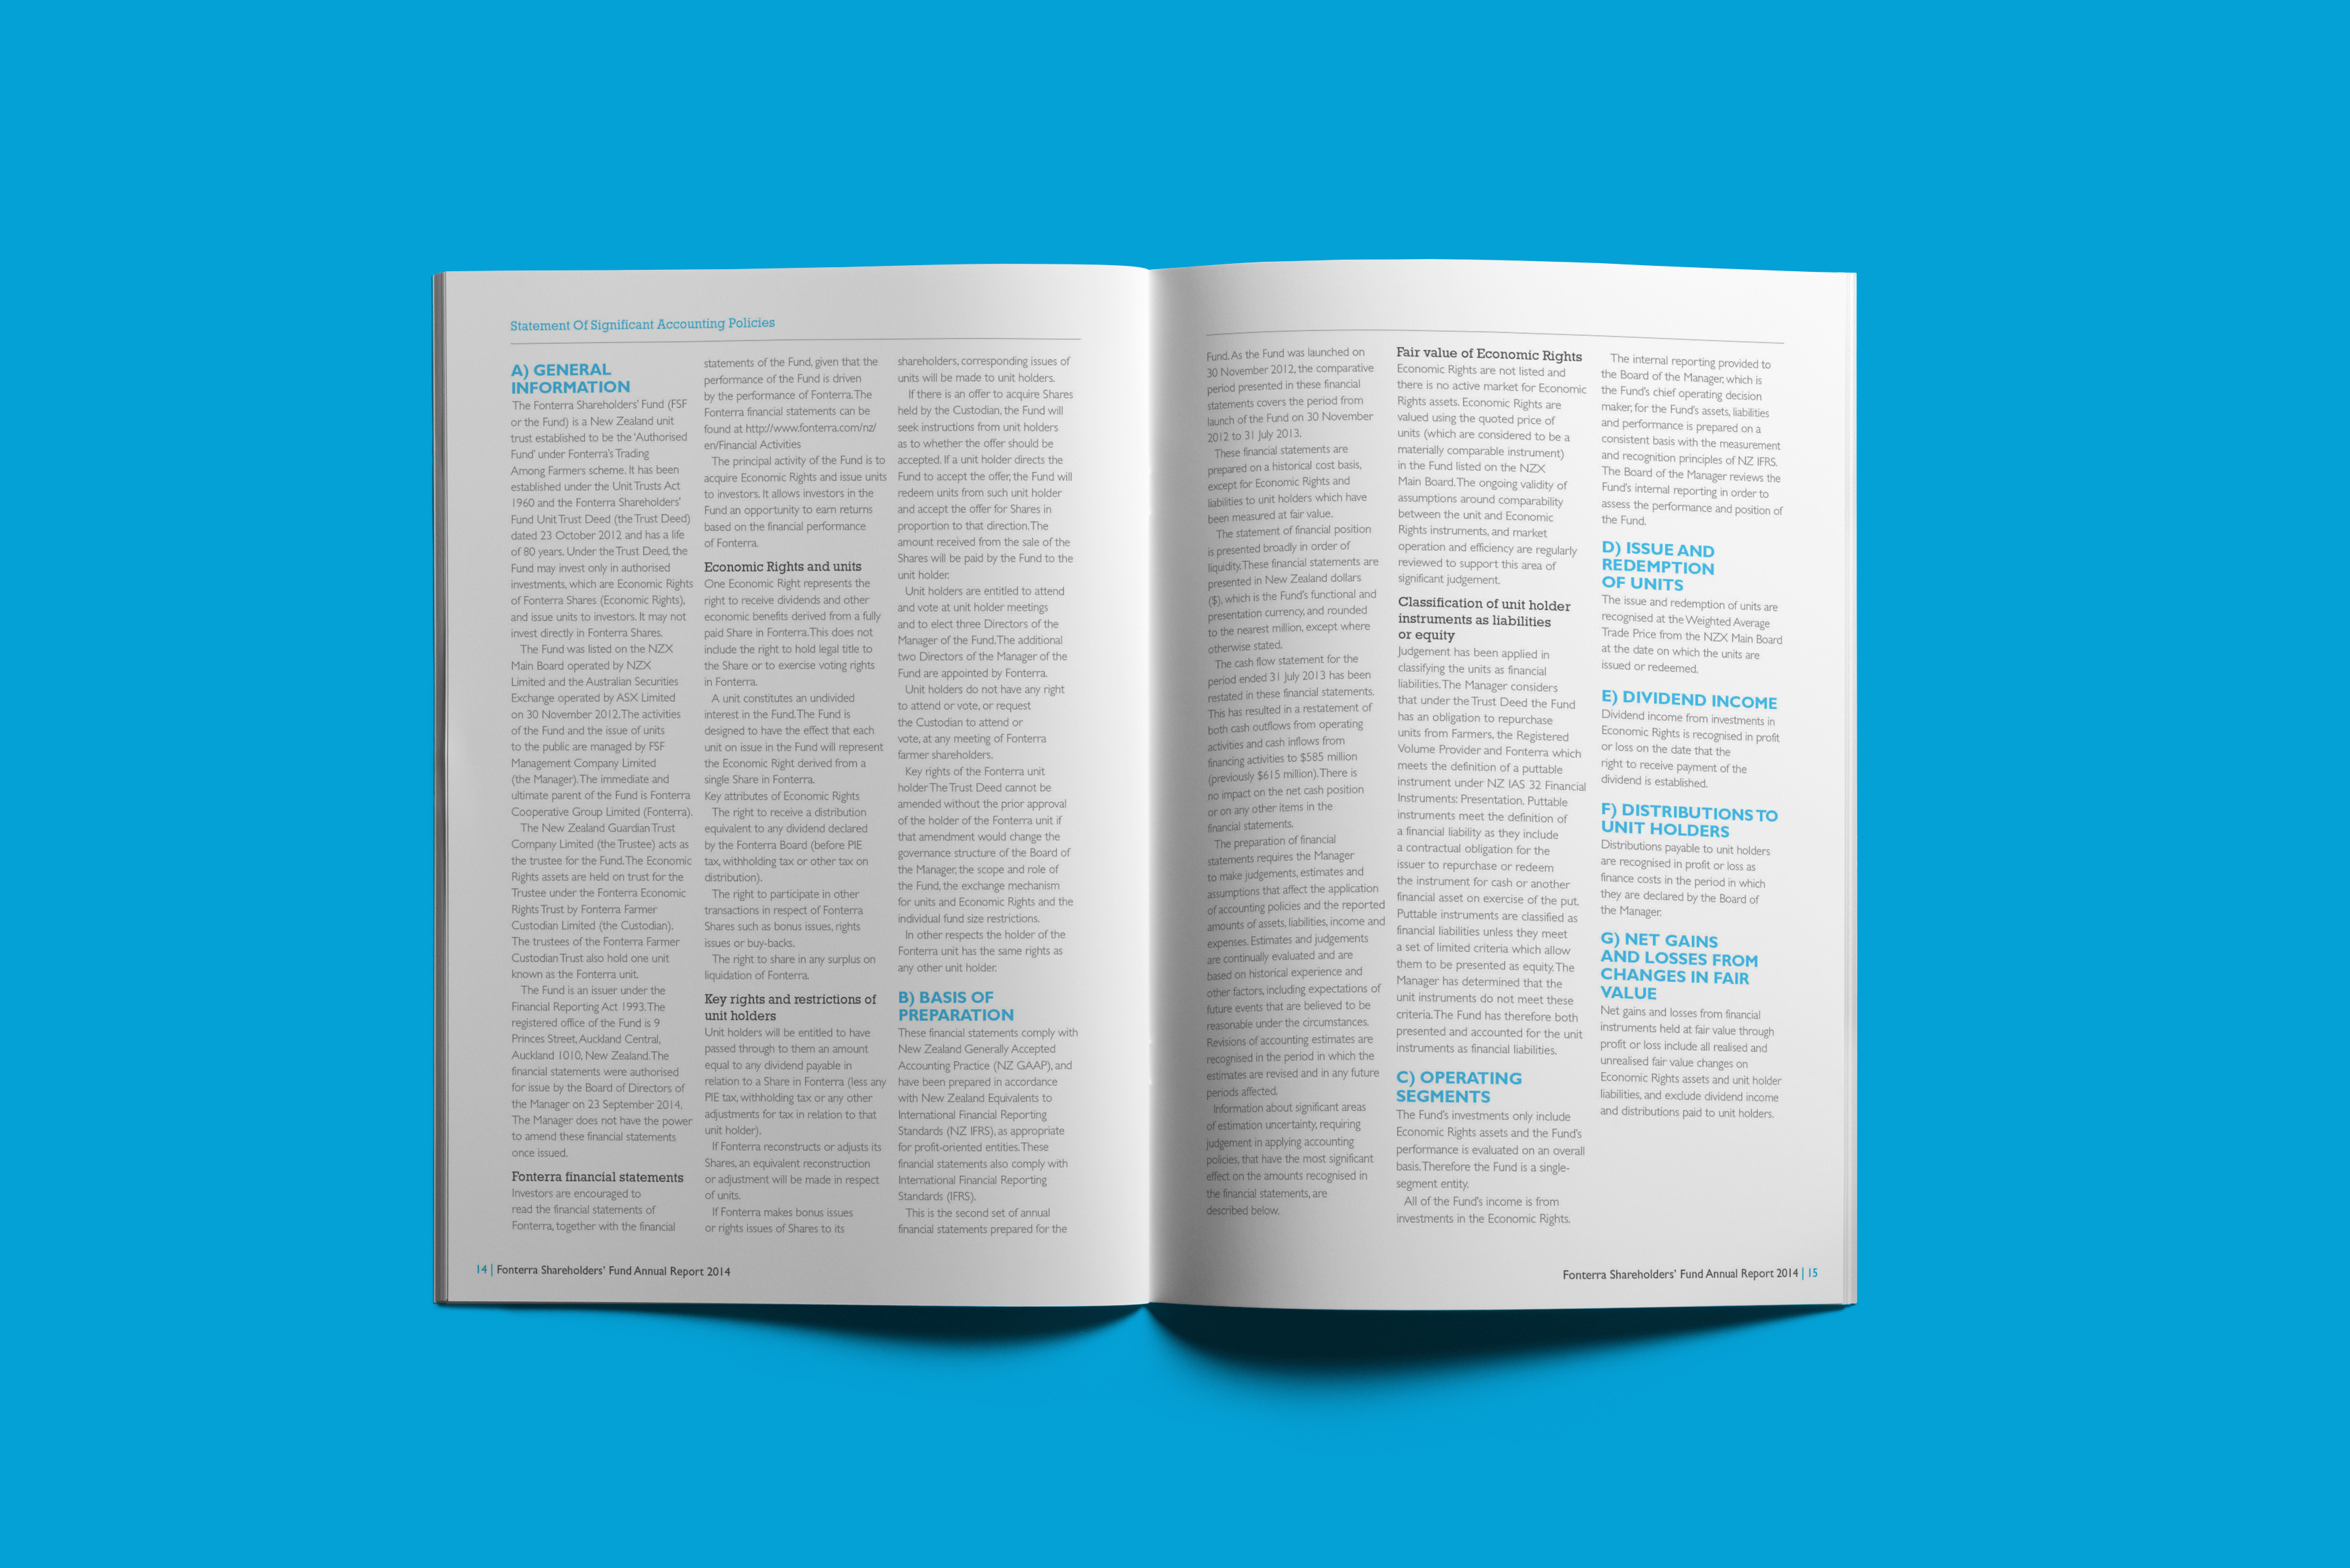 Statement Of Significant Accounting Policies
A) GENERAL
INFORMATION
The Fonterra Shareholders' Fund (FSF
or the Fund) is a New Zealand unit
trust established to be the 'Authorised
Fund' under Fonterra's Trading
Among Farmers scheme. It has been
established under the Unit Trusts Act
1960 and the Fonterra Shareholders'
Fund Unit Trust Deed (the Trust Deed)
dated 23 October 2012 and has a life
of 80 years. Under the Trust Deed, the
Fund may invest only in authorised
investments, which are Economic Rights
of Fonterra Shares (Economic Rights),
and issue units to investors. It may not
invest directly in Fonterra Shares.
The Fund was listed on the NZX
Main Board operated by NZX
Limited and the Australian Securities
Exchange operated by ASX Limited
on 30 November 2012. The activities
of the Fund and the issue of units
to the public are managed by FSF
Management Company Limited
(the Manager). The immediate and
ultimate parent of the Fund is Fonterra
Cooperative Group Limited (Fonterra).
The New Zealand Guardian Trust
Company Limited (the Trustee) acts as
the trustee for the Fund. The Economic
Rights assets are held on trust for the
Trustee under the Fonterra Economic
Rights Trust by Fonterra Farmer
Custodian Limited (the Custodian).
The trustees of the Fonterra Farmer
Custodian Trust also hold one unit
known as the Fonterra unit.
The Fund is an issuer under the
Financial Reporting Act 1993. The
registered office of the Fund is 9
Princes Street, Auckland Central,
Auckland 1010, New Zealand. The
financial statements were authorised
for issue by the Board of Directors of
the Manager on 23 September 2014.
The Manager does not have the power
to amend these financial statements
once issued.
Fonterra financial statements
Investors are encouraged to
read the financial statements of
Fonterra, together with the financial
statements of the Fund, given that the
performance of the Fund is driven
by the performance of Fonterra. The
Fonterra financial statements can be
found at http://www.fonterra.com/nz/
en/Financial Activities
The principal activity of the Fund is to
acquire Economic Rights and issue units
to investors. It allows investors in the
Fund an opportunity to earn returns
based on the financial performance
of Fonterra.
Economic Rights and units
One Economic Right represents the
right to receive dividends and other
economic benefits derived from a fully
paid Share in Fonterra. This does not
include the right to hold legal title to
the Share or to exercise voting rights
in Fonterra.
A unit constitutes an undivided
interest in the Fund. The Fund is
designed to have the effect that each
unit on issue in the Fund will represent
the Economic Right derived from a
single Share in Fonterra.
Key attributes of Economic Rights
The right to receive a distribution
equivalent to any dividend declared
by the Fonterra Board (before PIE
tax, withholding tax or other tax on
distribution).
The right to participate in other
transactions in respect of Fonterra
Shares such as bonus issues, rights
issues or buy-backs.
The right to share in any surplus on
liquidation of Fonterra.
Key rights and restrictions of
unit holders
Unit holders will be entitled to have
passed through to them an amount
equal to any dividend payable in
relation to a Share in Fonterra (less any
PIE tax, withholding tax or any other
adjustments for tax in relation to that
unit holder).
If Fonterra reconstructs or adjusts its
Shares, an equivalent reconstruction
or adjustment will be made in respect
of units.
If Fonterra makes bonus issues
or rights issues of Shares to its
shareholders, corresponding issues of
units will be made to unit holders.
If there is an offer to acquire Shares
held by the Custodian, the Fund will
seek instructions from unit holders
as to whether the offer should be
accepted. If a unit holder directs the
Fund to accept the offer, the Fund will
redeem units from such unit holder
and accept the offer for Shares in
proportion to that direction. The
amount received from the sale of the
Shares will be paid by the Fund to the
unit holder.
Unit holders are entitled to attend
and vote at unit holder meetings
and to elect three Directors of the
Manager of the Fund. The additional
two Directors of the Manager of the
Fund are appointed by Fonterra.
Unit holders do not have any right
to attend or vote, or request
the Custodian to attend or
vote, at any meeting of Fonterra
farmer shareholders.
Key rights of the Fonterra unit
holder The Trust Deed cannot be
amended without the prior approval
of the holder of the Fonterra unit if
that amendment would change the
governance structure of the Board of
the Manager, the scope and role of
the Fund, the exchange mechanism
for units and Economic Rights and the
individual fund size restrictions.
In other respects the holder of the
Fonterra unit has the same rights as
any other unit holder.
B) BASIS OF
PREPARATION
These financial statements comply with
New Zealand Generally Accepted
Accounting Practice (NZ GAAP), and
have been prepared in accordance
with New Zealand Equivalents to
International Financial Reporting
Standards (NZ IFRS), as appropriate
for profit-oriented entities. These
financial statements also comply with
International Financial Reporting
Standards (IFRS).
This is the second set of annual
financial statements prepared for the
14 | Fonterra Shareholders' Fund Annual Report 2014
Fund. As the Fund was launched on
30 November 2012, the comparative
period presented in these financial
statements covers the period from
launch of the Fund on 30 November
2012 to 31 July 2013.
These financial statements are
prepared on a historical cost basis,
except for Economic Rights and
liabilities to unit holders which have
been measured at fair value.
The statement of financial position
is presented broadly in order of
liquidity. These financial statements are
presented in New Zealand dollars
($), which is the Fund's functional and
presentation currency, and rounded
to the nearest million, except where
otherwise stated.
The cash flow statement for the
period ended 31 July 2013 has been
restated in these financial statements.
This has resulted in a restatement of
both cash outflows from operating
activities and cash inflows from
financing activities to $585 million
(previously $615 million). There is
no impact on the net cash position
or on any other items in the
financial statements.
The preparation of financial
statements requires the Manager
to make judgements, estimates and
assumptions that affect the application
of accounting policies and the reported
amounts of assets, liabilities, income and
expenses. Estimates and judgements
are continually evaluated and are
based on historical experience and
other factors, including expectations of
future events that are believed to be
reasonable under the circumstances.
Revisions of accounting estimates are
recognised in the period in which the
estimates are revised and in any future
periods affected.
Information about significant areas
of estimation uncertainty, requiring
judgement in applying accounting
policies, that have the most significant
effect on the amounts recognised in
the financial statements, are
described below.
Fair value of Economic Rights
Economic Rights are not listed and
there is no active market for Economic
Rights assets. Economic Rights are
valued using the quoted price of
units (which are considered to be a
materially comparable instrument)
in the Fund listed on the NZX
Main Board. The ongoing validity of
assumptions around comparability
between the unit and Economic
Rights instruments, and market
operation and efficiency are regularly
reviewed to support this area of
significant judgement.
Classification of unit holder
instruments as liabilities
or equity
Judgement has been applied in
classifying the units as financial
liabilities. The Manager considers
that under the Trust Deed the Fund
has an obligation to repurchase
units from Farmers, the Registered
Volume Provider and Fonterra which
meets the definition of a puttable
instrument under NZ IAS 32 Financial
Instruments: Presentation. Puttable
instruments meet the definition of
a financial liability as they include
a contractual obligation for the
issuer to repurchase or redeem
the instrument for cash or another
financial asset on exercise of the put.
Puttable instruments are classified as
financial liabilities unless they meet
a set of limited criteria which allow
them to be presented as equity. The
Manager has determined that the
unit instruments do not meet these
criteria. The Fund has therefore both
presented and accounted for the unit
instruments as financial liabilities.
C) OPERATING
SEGMENTS
The Fund's investments only include
Economic Rights assets and the Fund's
performance is evaluated on an overall
basis. Therefore the Fund is a single-
segment entity.
All of the Fund's income is from
investments in the Economic Rights.
The internal reporting provided to
the Board of the Manager, which is
the Fund's chief operating decision
maker, for the Fund's assets, liabilities
and performance is prepared on a
consistent basis with the measurement
and recognition principles of NZ IFRS.
The Board of the Manager reviews the
Fund's internal reporting in order to
assess the performance and position of
the Fund.
D) ISSUE AND
REDEMPTION
OF UNITS
The issue and redemption of units are
recognised at the Weighted Average
Trade Price from the NZX Main Board
at the date on which the units are
issued or redeemed.
E) DIVIDEND INCOME
Dividend income from investments in
Economic Rights is recognised in profit
or loss on the date that the
right to receive payment of the
dividend is established.
F) DISTRIBUTIONS TO
UNIT HOLDERS
Distributions payable to unit holders
are recognised in profit or loss as
finance costs in the period in which
they are declared by the Board of
the Manager.
G) NET GAINS
AND LOSSES FROM
CHANGES IN FAIR
VALUE
Net gains and losses from financial
instruments held at fair value through
profit or loss include all realised and
unrealised fair value changes on
Economic Rights assets and unit holder
liabilities, and exclude dividend income
and distributions paid to unit holders.
Fonterra Shareholders' Fund Annual Report 2014 | 15